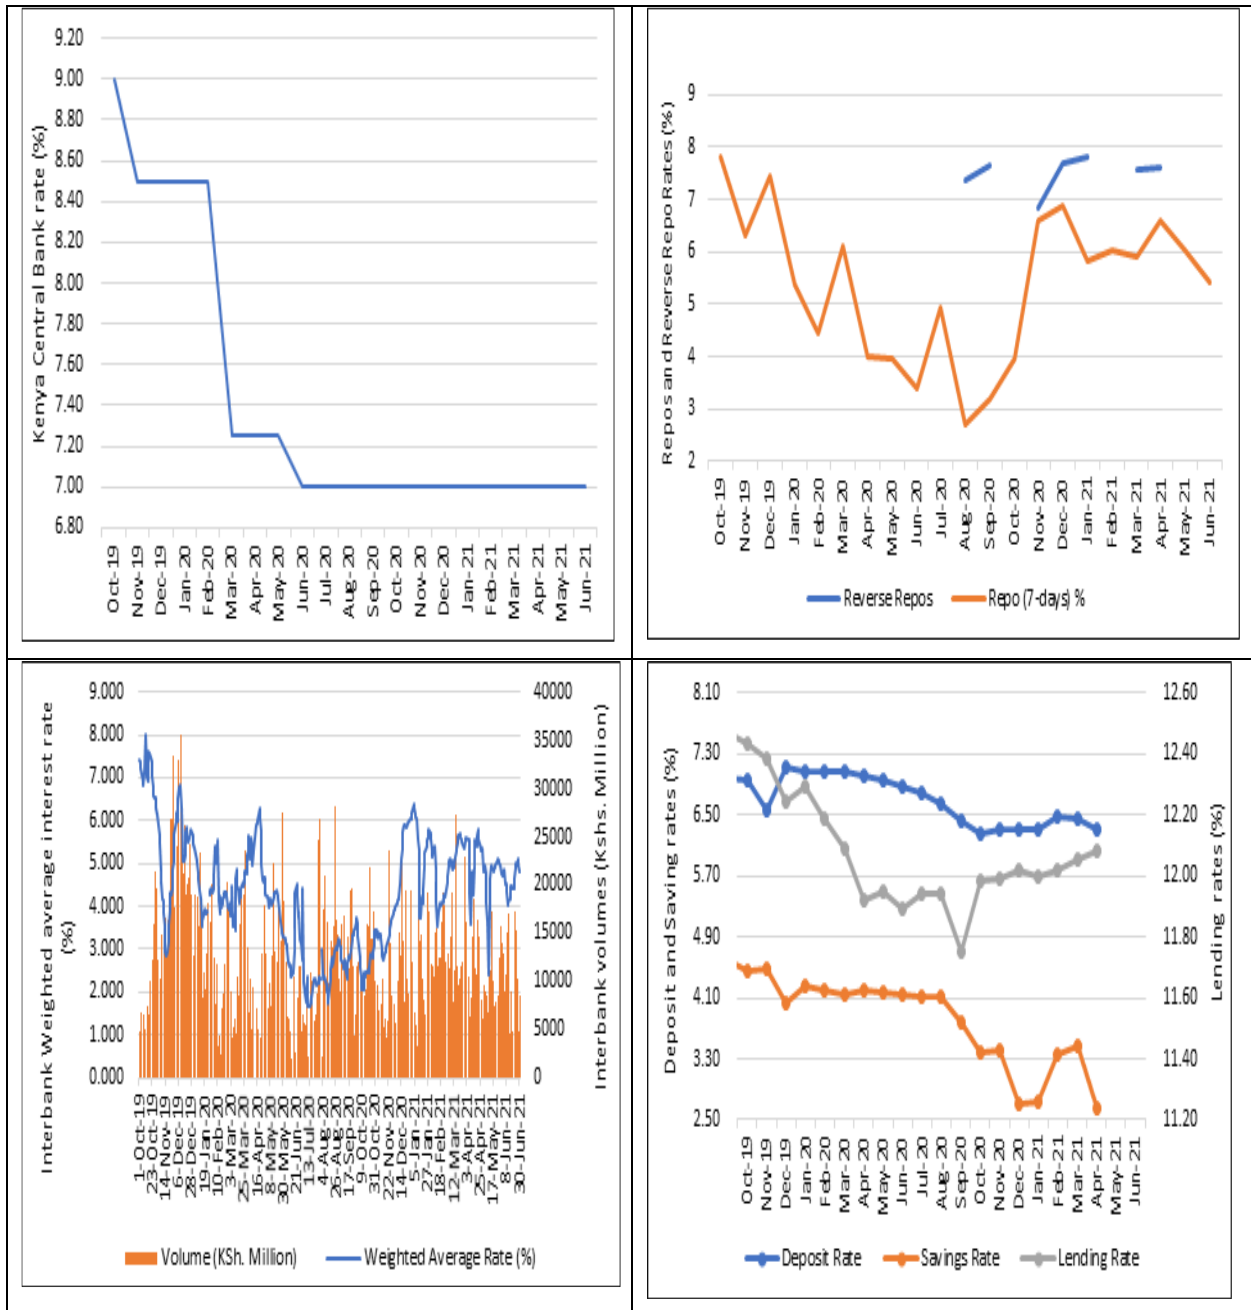 Kenya Central Bank rate (%)
9.20
9.00
8.80
8.60
8.40
8.20
8.00
7.80
7.60
7.40
7.20
7.00
6.80
Oct-19
Nov-19
Dec-19
Jan-20
Feb-20
Mar-20
Apr-20
May-20
Jun-20
Jul-20
Aug-20
Sep-20
Oct-20
Nov-20
Dec-20
Jan-21
Feb-21
Mar-21
Apr-21
May-21
Jun-21
Repos and Reverse Repo Rates (%)
9
8
7
6
5
4
3
2
Oct-19
Nov-19
Dec-19
Jan-20
Feb-20
Mar-20
Apr-20
May-20
Jun-20
Jul-20
Aug-20
Sep-20
Oct-20
Nov-20
Dec-20
Jan-21
Feb-21
Mar-21
Apr-21
May-21
Jun-21
Reverse Repos
Repo (7-days) %
Interbank Weighted average interest rate
(%)
9.000
8.000
7.000
6.000
5.000
4.000
3.000
2.000
1.000
0.000
40000
35000
30000
25000
20000
15000
10000
5000
0
Interbank volumes (Kshs. Million)
1-Oct-19
23-Oct-19
14-Nov-19
6-Dec-19
28-Dec-19
19-Jan-20
10-Feb-20
3-Mar-20
25-Mar-20
16-Apr-20
8-May-20
30-May-20
21-Jun-20
13-Jul-20
4-Aug-20
26-Aug-20
17-Sep-20
9-Oct-20
31-Oct-20
22-Nov-20
14-Dec-20
5-Jan-21
27-Jan-21
18-Feb-21
12-Mar-21
3-Apr-21
25-Apr-21
17-May-21
8-Jun-21
30-Jun-21
Volume (KSh. Million)
Weighted Average Rate (%)
Deposit and Saving rates (%)
8.10
7.30
6.50
5.70
4.90
4.10
3.30
2.50
12.60
12.40
12.20
12.00
11.80
11.60
11.40
11.20
Lending rates (%)
Oct-19
Nov-19
Dec-19
Jan-20
Feb-20
Mar-20
Apr-20
May-20
Jun-20
Jul-20
Aug-20
Sep-20
Oct-20
Nov-20
Dec-20
Jan-21
Feb-21
Mar-21
Apr-21
May-21
Jun-21
Deposit Rate
Savings Rate
Lending Rate